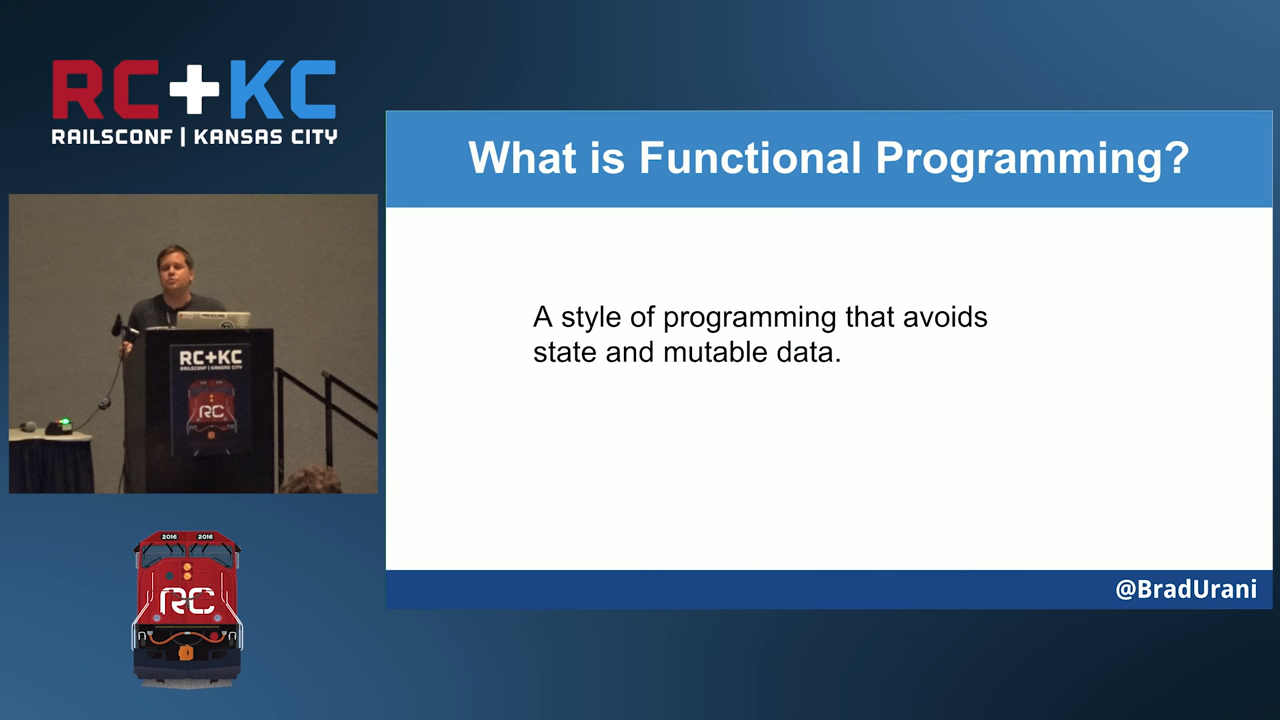 RC+KC
RAILSCONF | KANSAS CITY
What is Functional Programming?
A style of programming that avoids
state and mutable data.
@BradUrani
RC+KC
RAILSCONF | KANSAS CITY
RC
2016 2016
RC